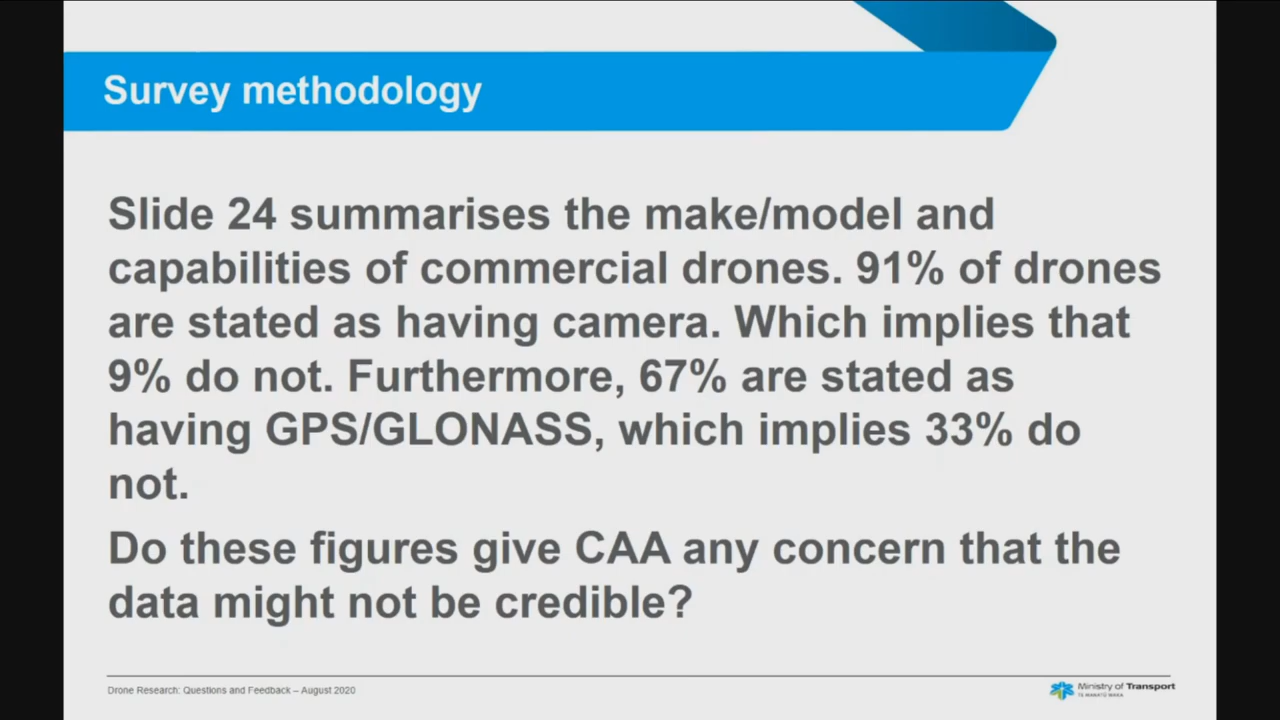 Survey methodology
Slide 24 summarises the make/model and
capabilities of commercial drones. 91% of drones
are stated as having camera. Which implies that
9% do not. Furthermore, 67% are stated as
having GPS/GLONASS, which implies 33% do
not.
Do these figures give CAA any concern that the
data might not be credible?
Drone Research: Questions and Feedback – August 2020
Ministry of Transport
TE MANATŪ WAKA